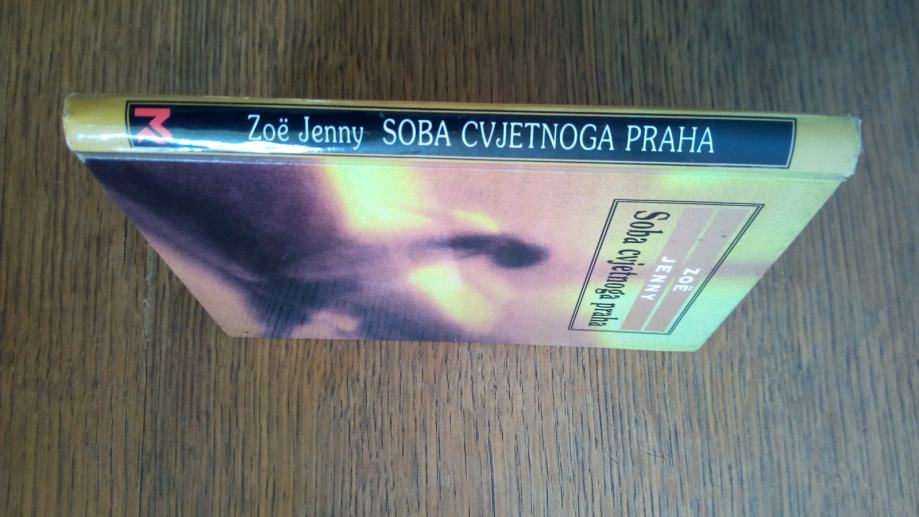 Zoë Jenny SOBA CVJETNOGA PRAHA
ZOË
JENNY
Soba cvjetnoga praha